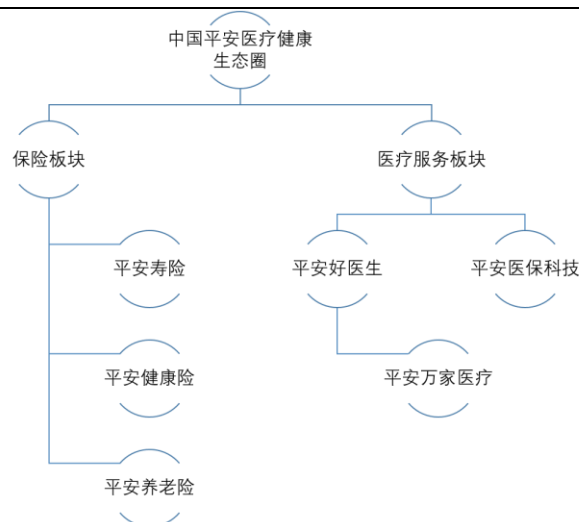 中国平安医疗健康
生态圈
保险板块
医疗服务板块
平安寿险
平安好医生
平安医保科技
平安健康险
平安万家医疗
平安养老险